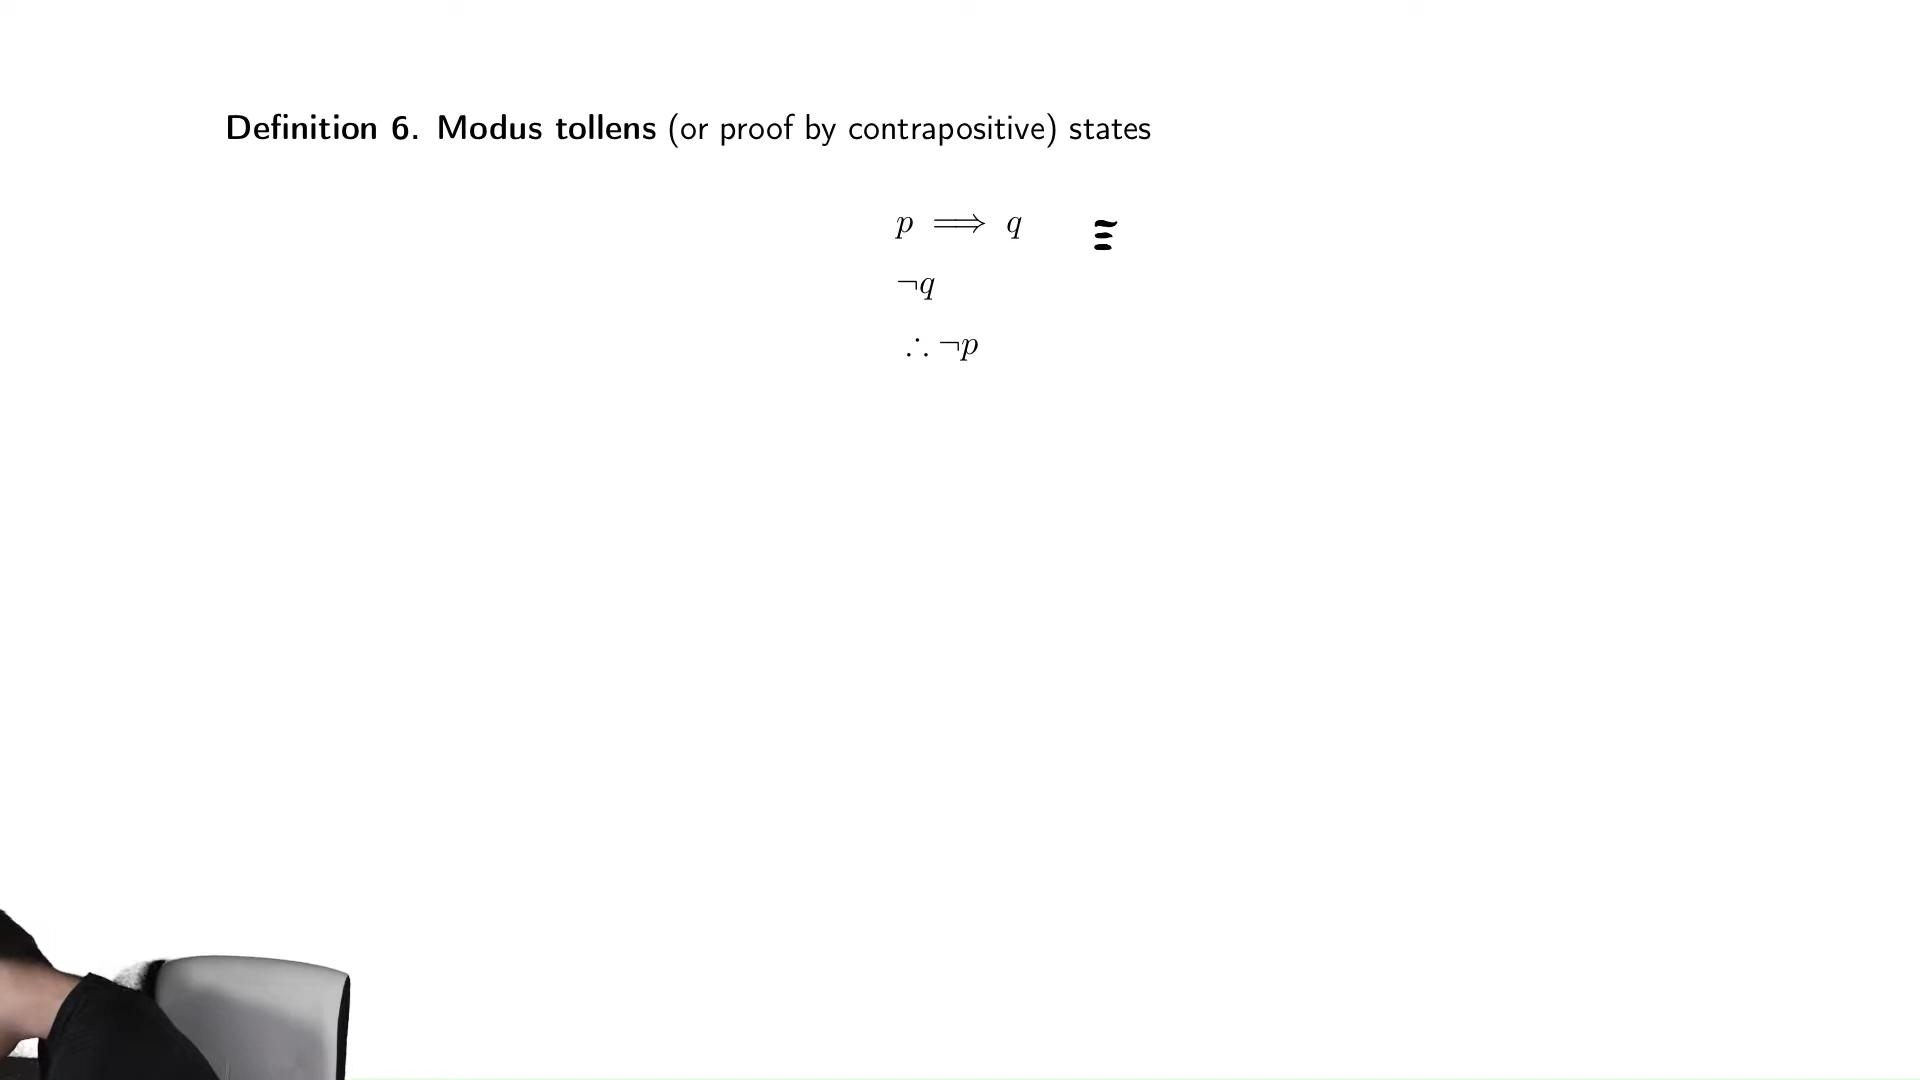 Definition 6. Modus tollens (or proof by contrapositive) states
p ⟹ q ≡
¬q
∴ ¬p